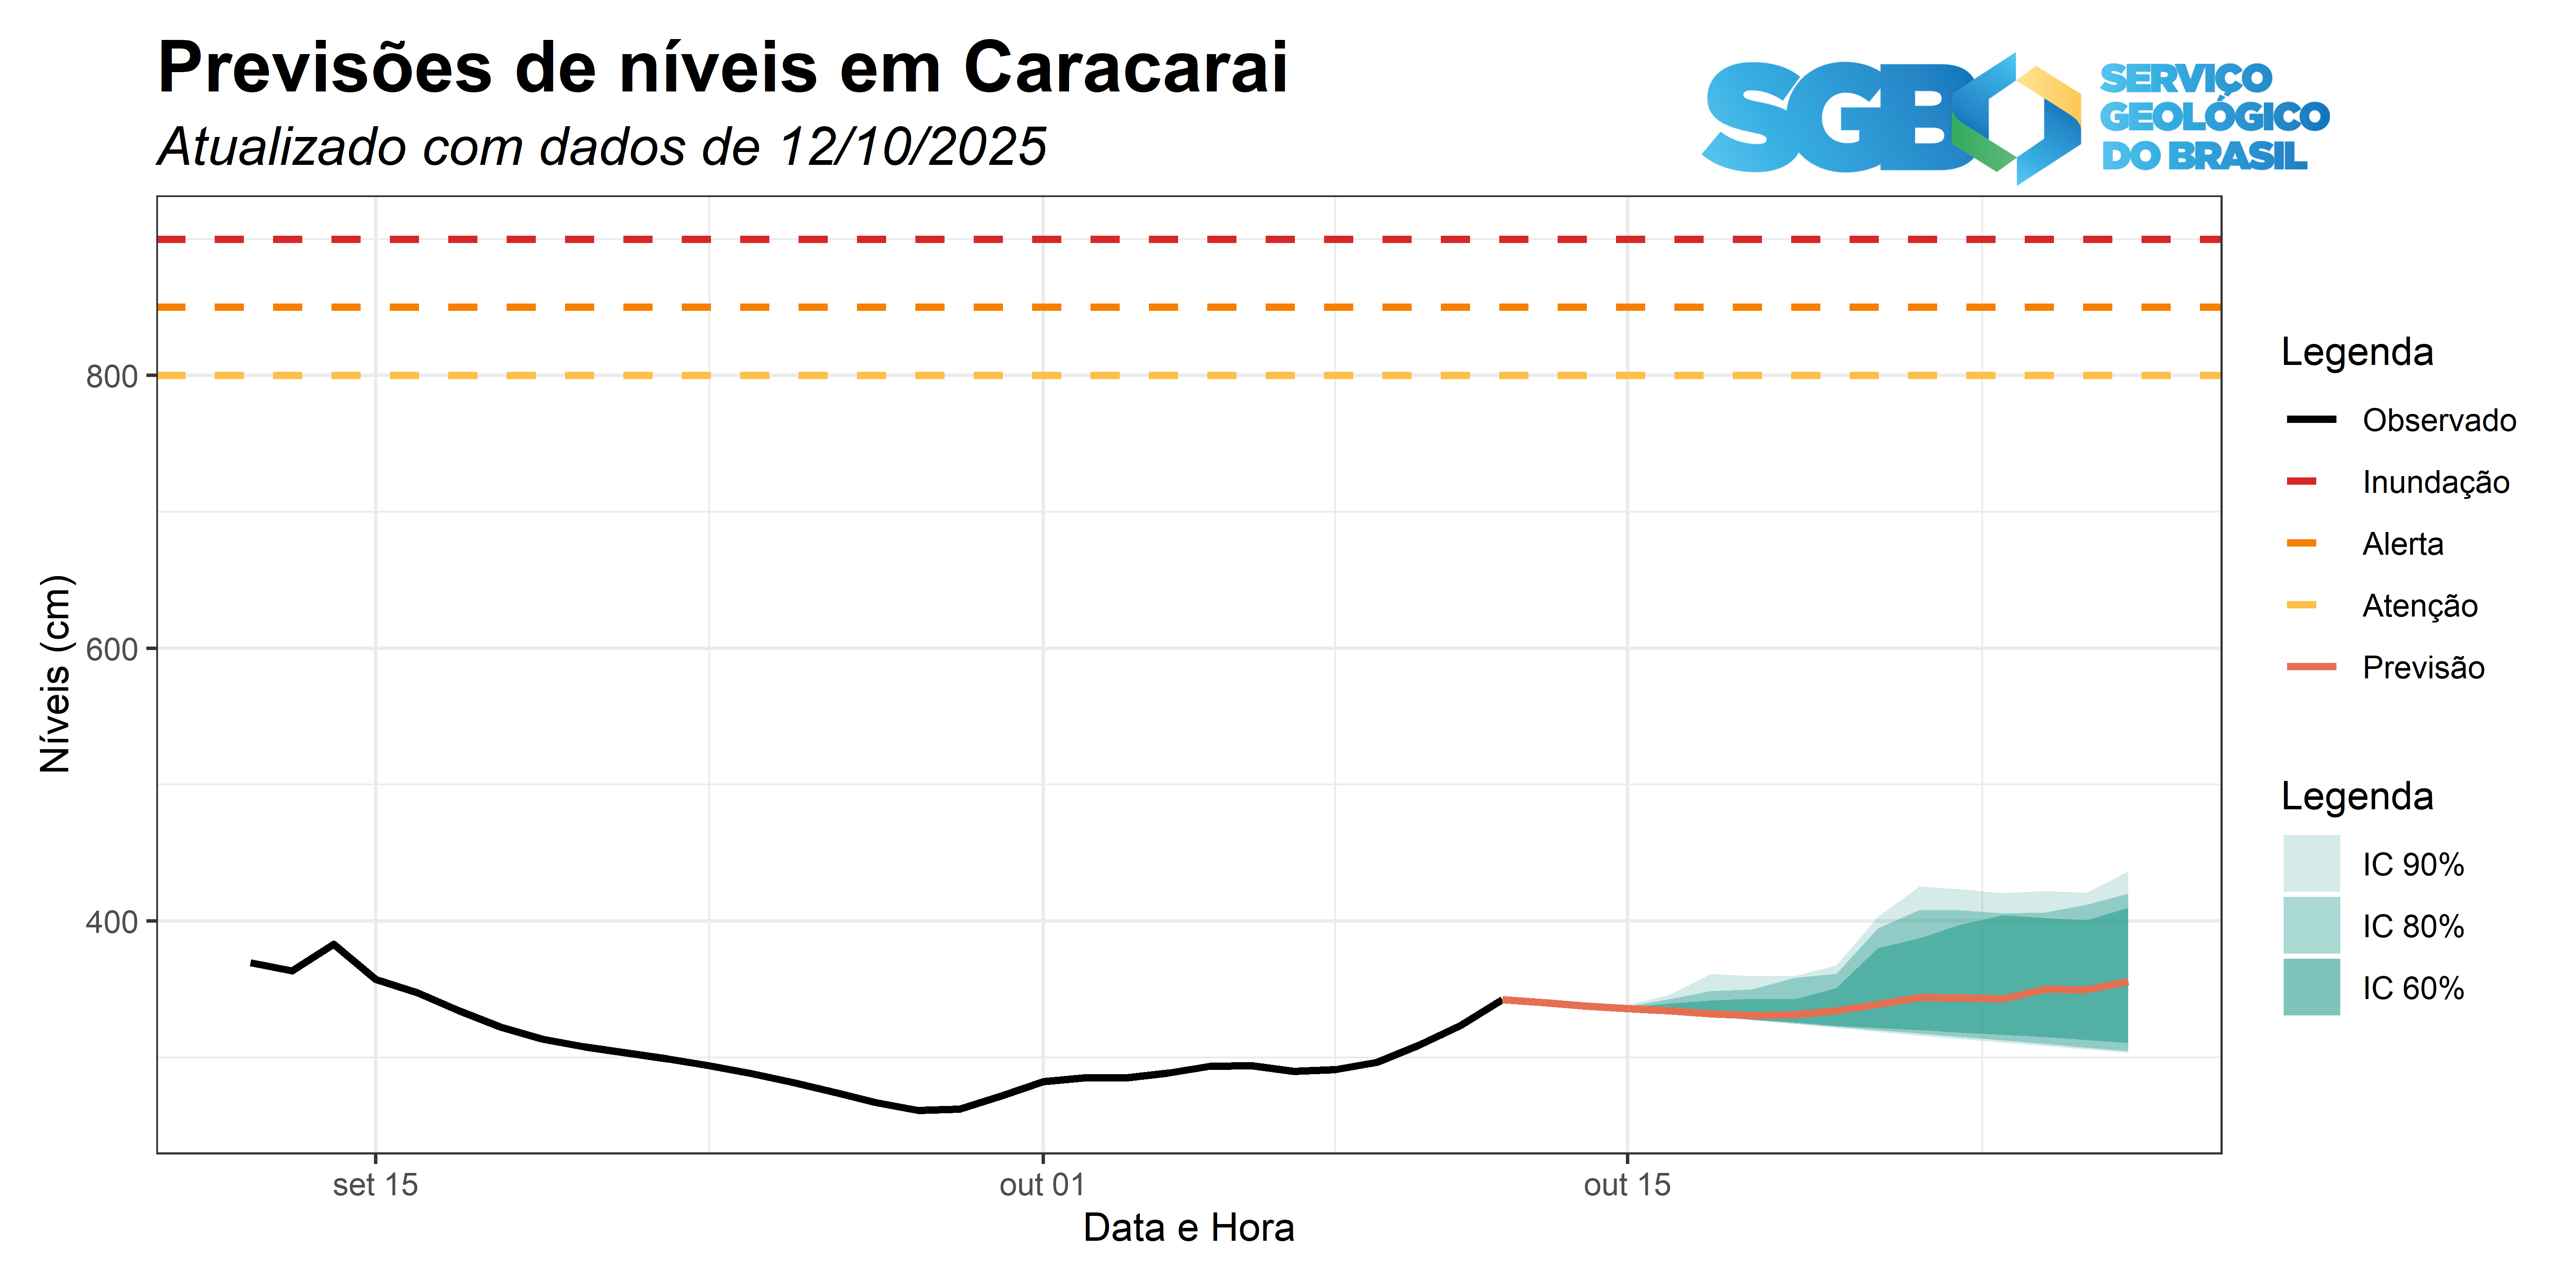 Previsões de níveis em Caracarai
Atualizado com dados de 12/10/2025
SGB
SERVIÇO
GEOLÓGICO
DO BRASIL
Níveis (cm)
800
600
400
set 15
out 01
out 15
Data e Hora
Legenda
Observado
Inundação
Alerta
Atenção
Previsão
Legenda
IC 90%
IC 80%
IC 60%